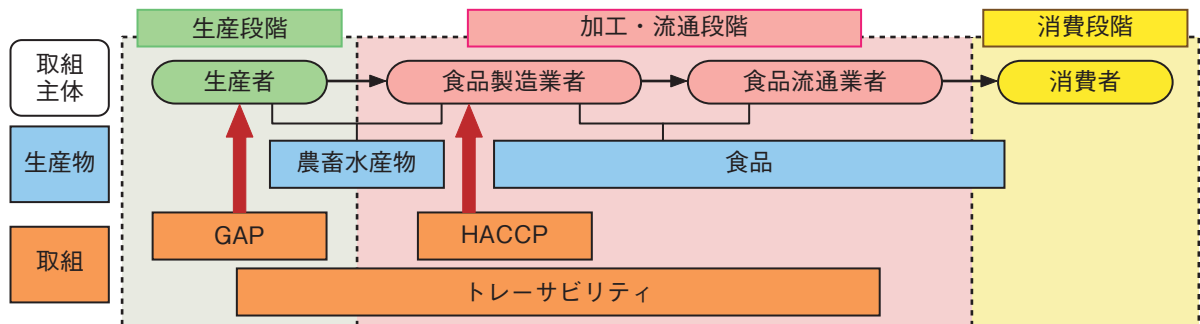 生産段階
加工・流通段階
消費段階
取組
主体
生産者
食品製造業者
食品流通業者
消費者
生産物
農畜水産物
食品
取組
GAP
HACCP
トレーサビリティ